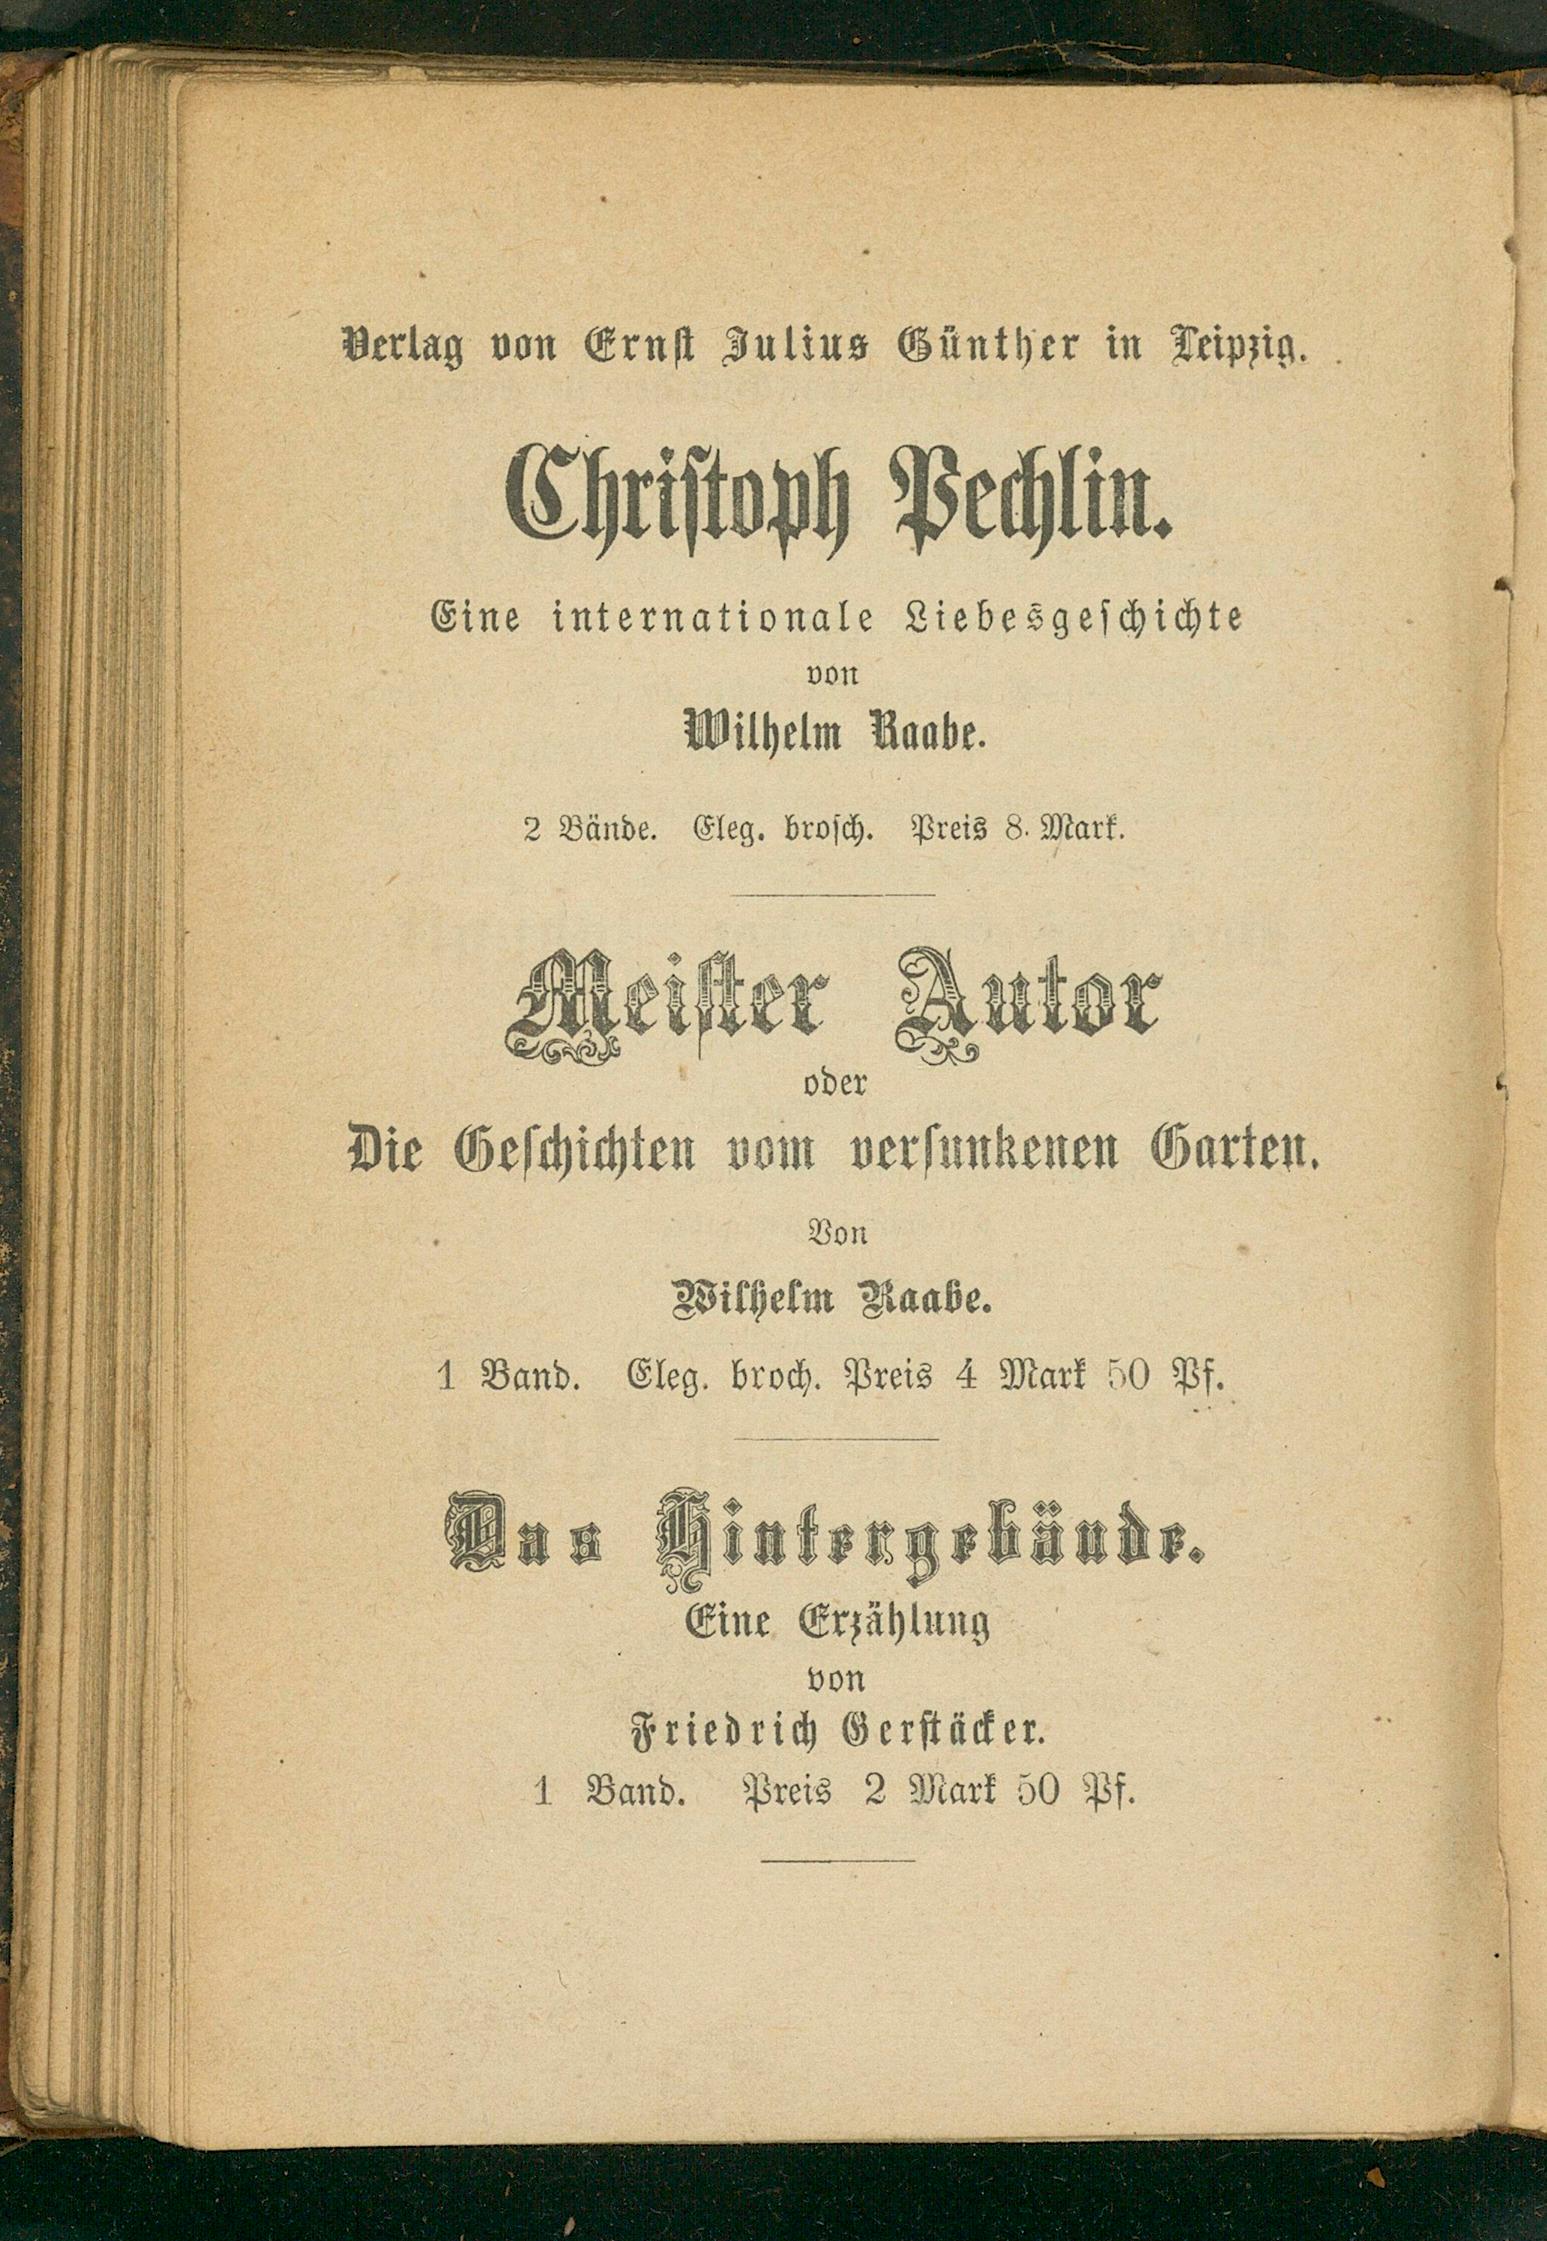 Verlag von Ernſt Julius Günther in Leipzig.
Chriſtoph Pechlin.
Eine internationale Liebesgeſchichte
von
Wilhelm Raabe.
2 Bände. Eleg. broſch. Preis 8. Mark.
Meiſter Autor
oder
Die Geſchichten vom verſunkenen Garten.
Von
Wilhelm Raabe.
1 Band. Eleg. broch. Preis 4 Mark 50 Pf.
Das Hintergebäude.
Eine Erzählung
von
Friedrich Gerſtäcker.
1 Band. Preis 2 Mark 50 Pf.